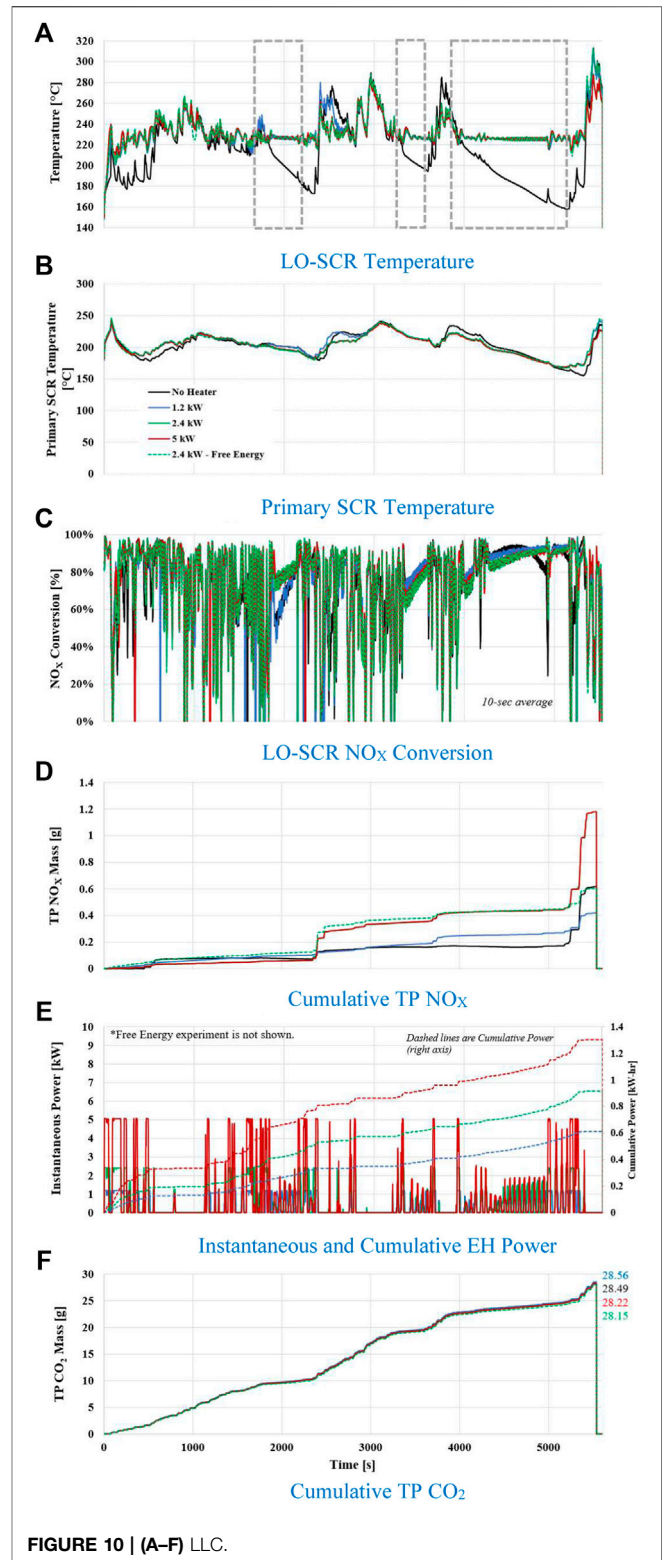 A
Temperature [°C]
320
300
280
260
240
220
200
180
160
140
LO-SCR Temperature
B
Primary SCR Temperature
[°C]
300
250
200
150
100
50
0
No Heater
1.2 kW
2.4 kW
5 kW
2.4 kW - Free Energy
Primary SCR Temperature
C
NOX Conversion [%]
100%
80%
60%
40%
20%
0%
10-sec average
LO-SCR NOX Conversion
D
TP NOX Mass [g]
1.4
1.2
1
0.8
0.6
0.4
0.2
0
Cumulative TP NOX
E
Instantaneous Power [kW]
10
9
8
7
6
5
4
3
2
1
0
*Free Energy experiment is not shown.
Dashed lines are Cumulative Power
(right axis)
1.4
1.2
1
0.8
0.6
0.4
0.2
0
Cumulative Power [kW-hr]
Instantaneous and Cumulative EH Power
F
TP CO2 Mass [g]
30
25
20
15
10
5
0
28.56
28.49
28.22
28.15
0 1000 2000 3000 4000 5000
Time [s]
Cumulative TP CO2
FIGURE 10 | (A–F) LLC.